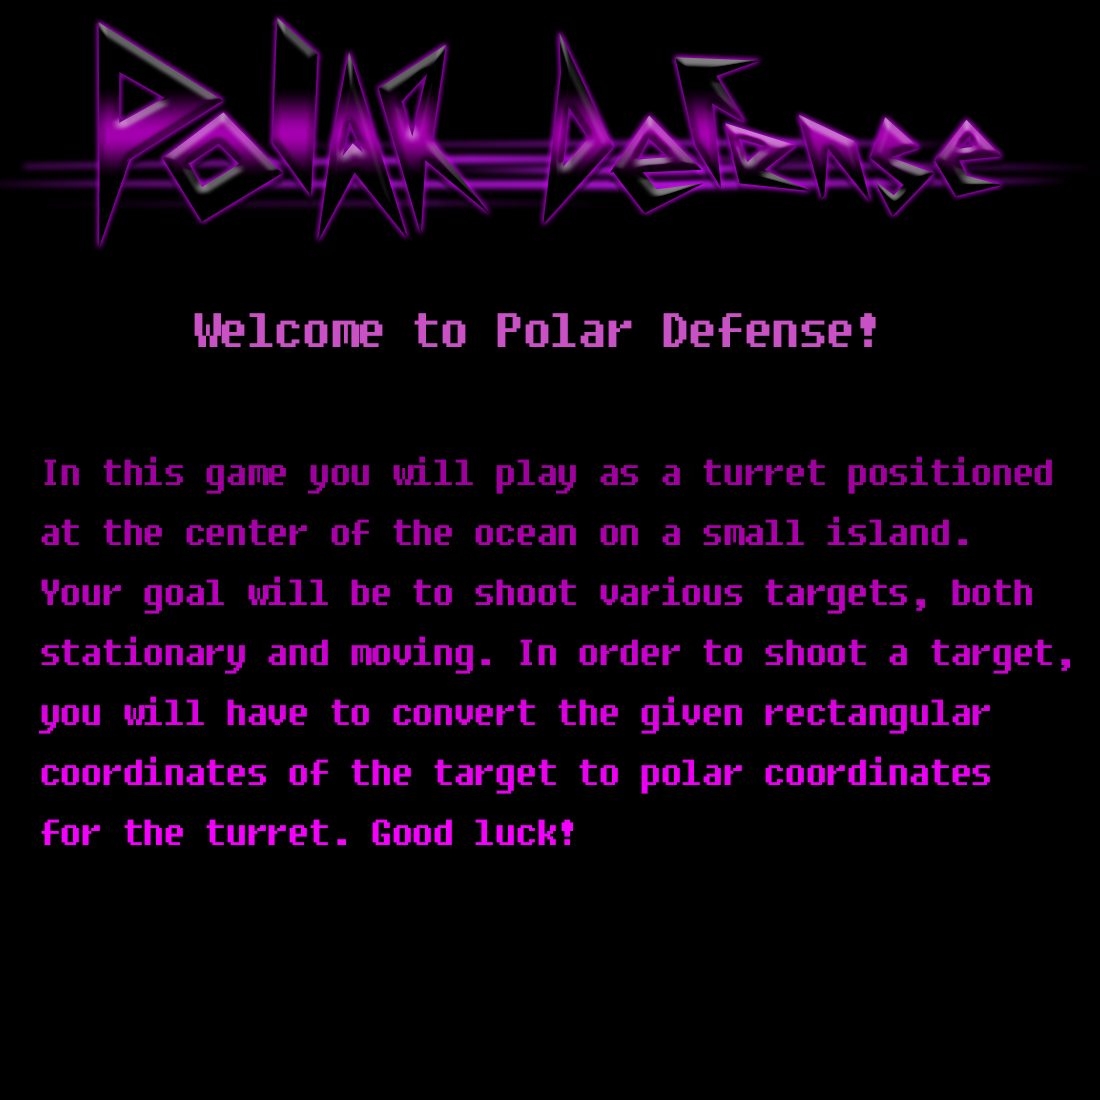 Polar Defense
Welcome to Polar Defense!
In this game you will play as a turret positioned
at the center of the ocean on a small island.
Your goal will be to shoot various targets, both
stationary and moving. In order to shoot a target,
you will have to convert the given rectangular
coordinates of the target to polar coordinates
for the turret. Good luck!